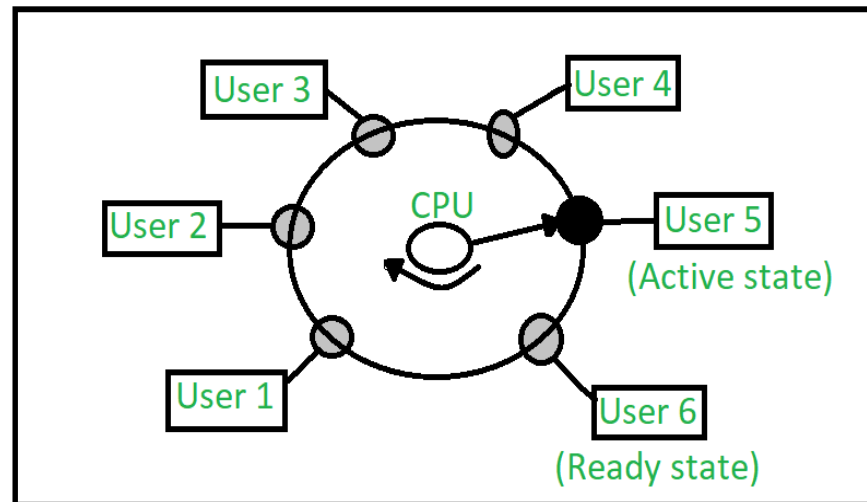 User 3
User 4
User 2
CPU
User 5
(Active state)
User 1
User 6
(Ready state)